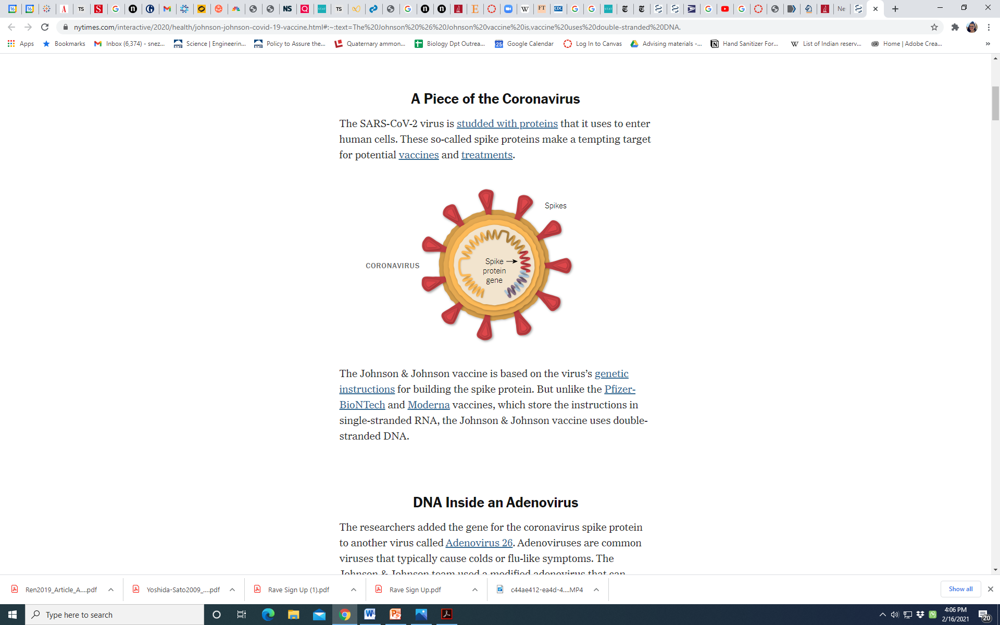 nytimes.com/interactive/2020/health/johnson-johnson-covid-19-vaccine.html#:~:text=The%20Johnson%20%26%20Johnson%20vaccine%20is,vaccine%20uses%20double-stranded%20DNA.
Apps Bookmarks Inbox (6,374) - snez... Science | Engineerin... Policy to Assure the... Quaternary ammon... Biology Dpt Outrea... Google Calendar Log In to Canvas Advising materials -... Hand Sanitizer For... List of Indian reserv... Home | Adobe Crea...
A Piece of the Coronavirus
The SARS-CoV-2 virus is studded with proteins that it uses to enter
human cells. These so-called spike proteins make a tempting target
for potential vaccines and treatments.
Spikes
CORONAVIRUS
Spike
protein
gene
The Johnson & Johnson vaccine is based on the virus’s genetic
instructions for building the spike protein. But unlike the Pfizer-
BioNTech and Moderna vaccines, which store the instructions in
single-stranded RNA, the Johnson & Johnson vaccine uses double-
stranded DNA.
DNA Inside an Adenovirus
The researchers added the gene for the coronavirus spike protein
to another virus called Adenovirus 26. Adenoviruses are common
viruses that typically cause colds or flu-like symptoms. The
Johnson & Johnson team used a modified adenovirus that can
Ren2019_Article_A....pdf Yoshida-Sato2009_....pdf Rave Sign Up (1).pdf Rave Sign Up.pdf c44ae412-ea4d-4....MP4 Show all
Type here to search
4:06 PM
2/16/2021
20